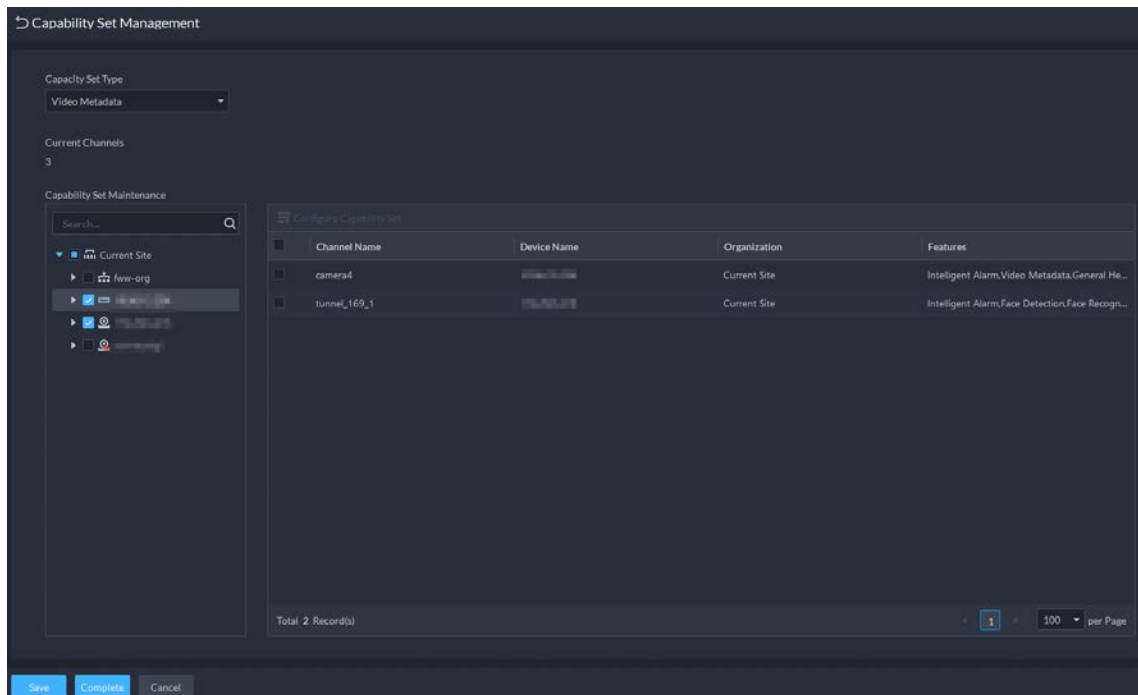 Capability Set Management
Capacity Set Type
Video Metadata
Current Channels
3
Capability Set Maintenance
Search...
Configure Capability Set
Channel Name Device Name Organization Features
Current Site
camera4 Current Site Intelligent Alarm,Video Metadata,General He...
fww-org
tunnel_169_1 Current Site Intelligent Alarm,Face Detection,Face Recogn...
Total 2 Record(s) 1 100 per Page
Save Complete Cancel